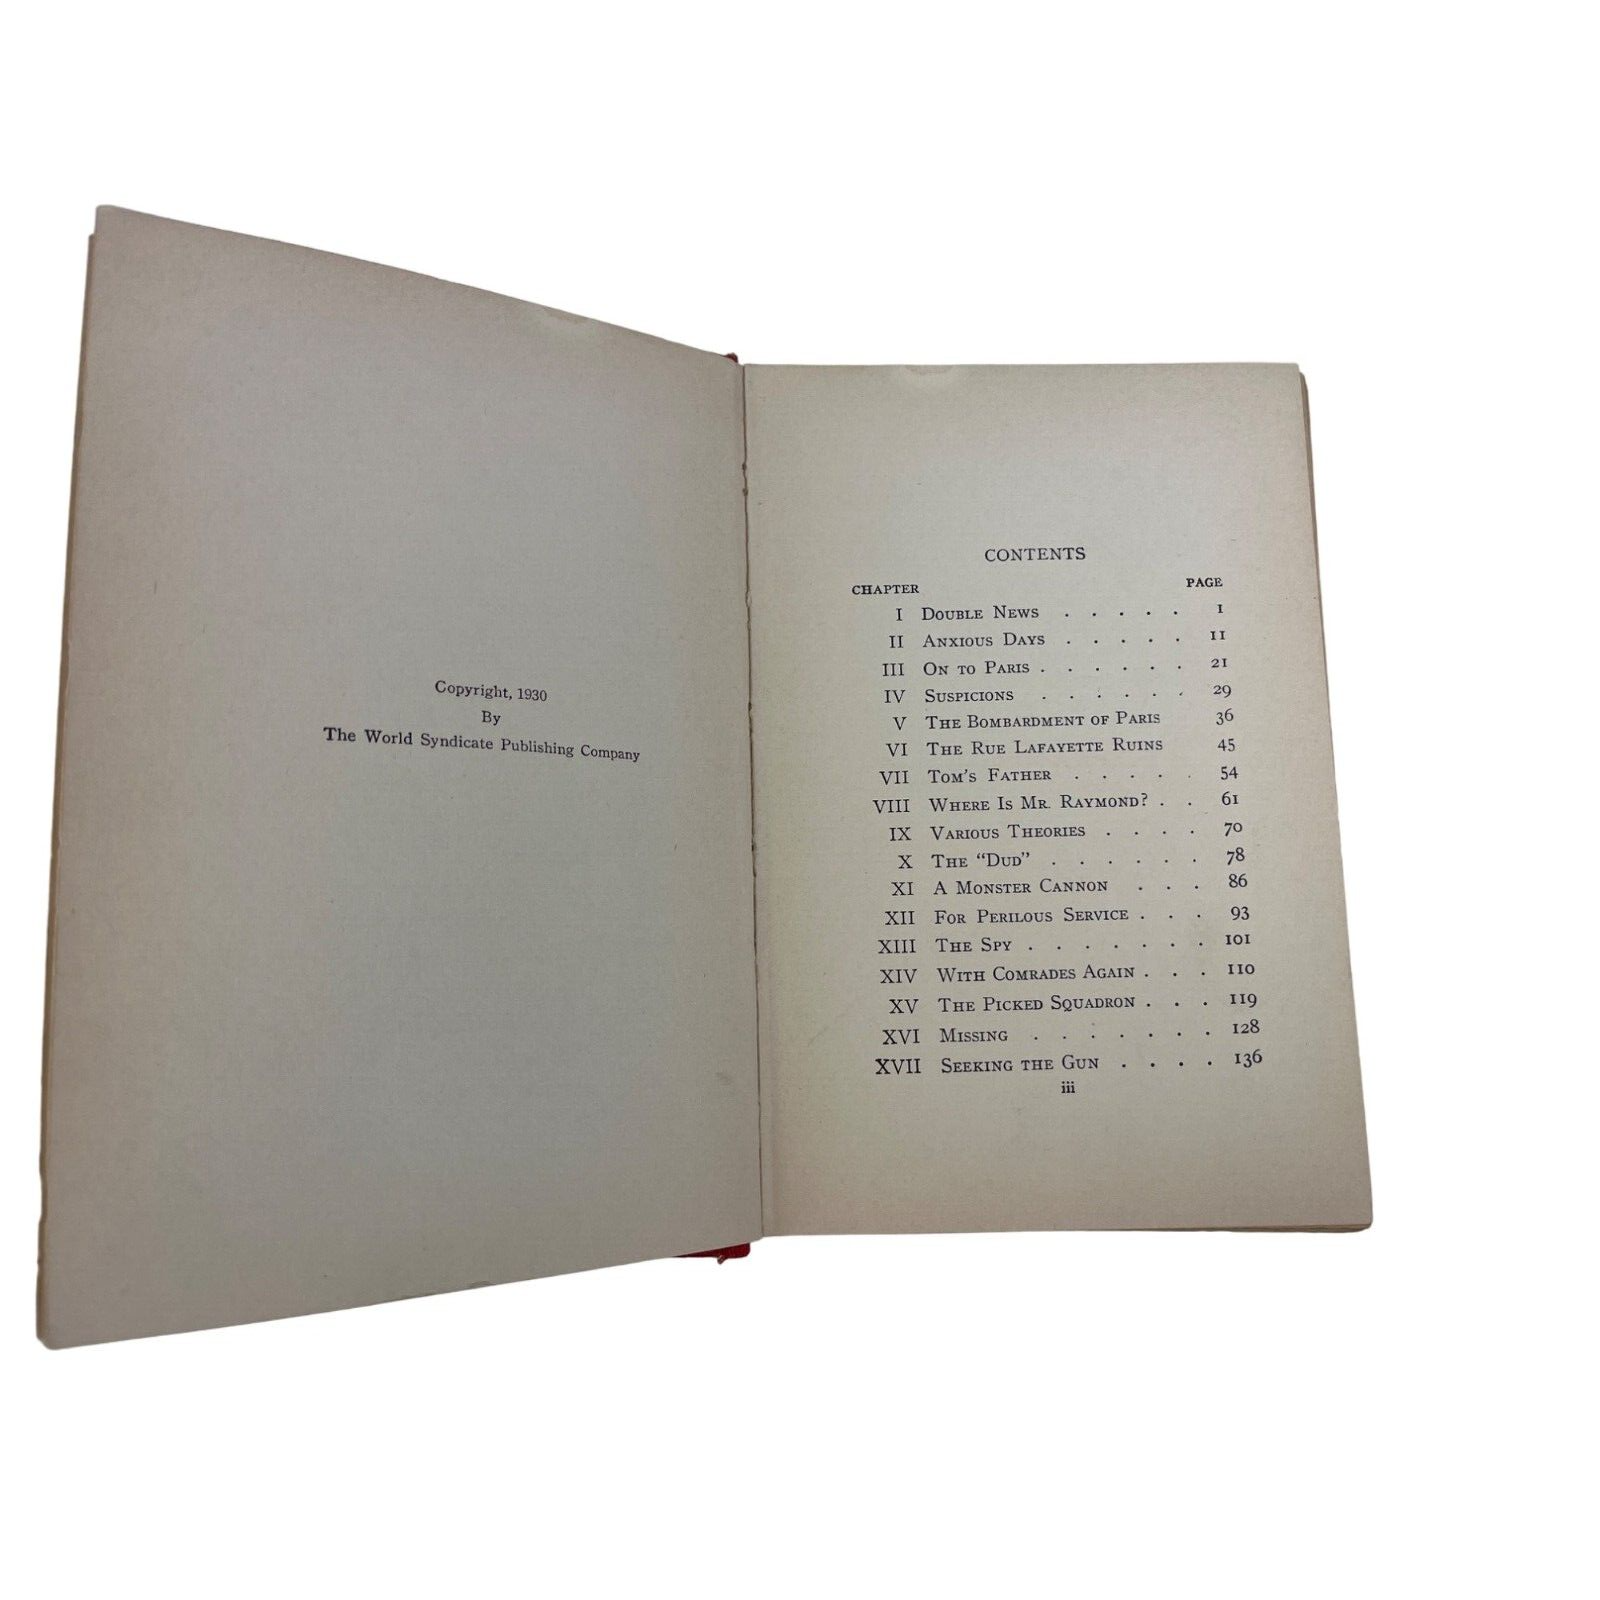 Copyright, 1930
By
The World Syndicate Publishing Company
CONTENTS
CHAPTER PAGE
I Double News . . . . . 1
II Anxious Days . . . . . 11
III On to Paris . . . . . . 21
IV Suspicions . . . . . . 29
V The Bombardment of Paris 36
VI The Rue Lafayette Ruins 45
VII Tom's Father . . . . . 54
VIII Where Is Mr. Raymond? . . 61
IX Various Theories . . . . 70
X The "Dud" . . . . . . 78
XI A Monster Cannon . . . 86
XII For Perilous Service . . . 93
XIII The Spy . . . . . . . 101
XIV With Comrades Again . . . 110
XV The Picked Squadron . . . 119
XVI Missing . . . . . . . 128
XVII Seeking the Gun . . . . 136
iii